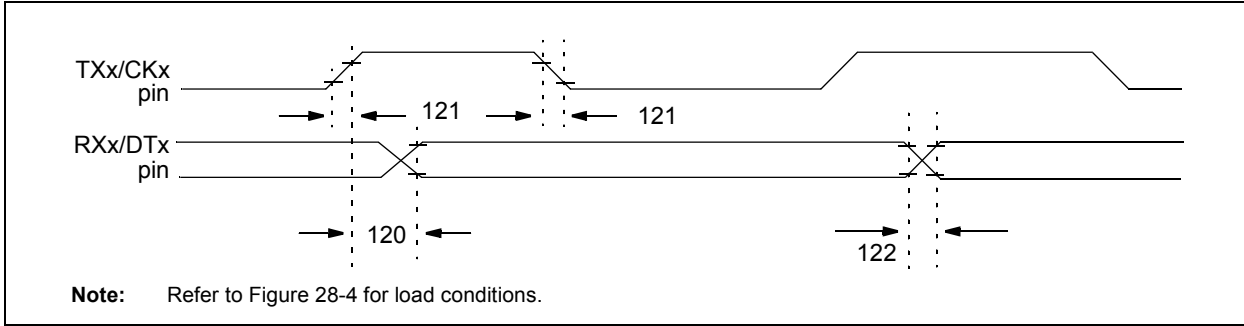 TXx/CKx
pin
121
121
RXx/DTx
pin
120
122
Note: Refer to Figure 28-4 for load conditions.